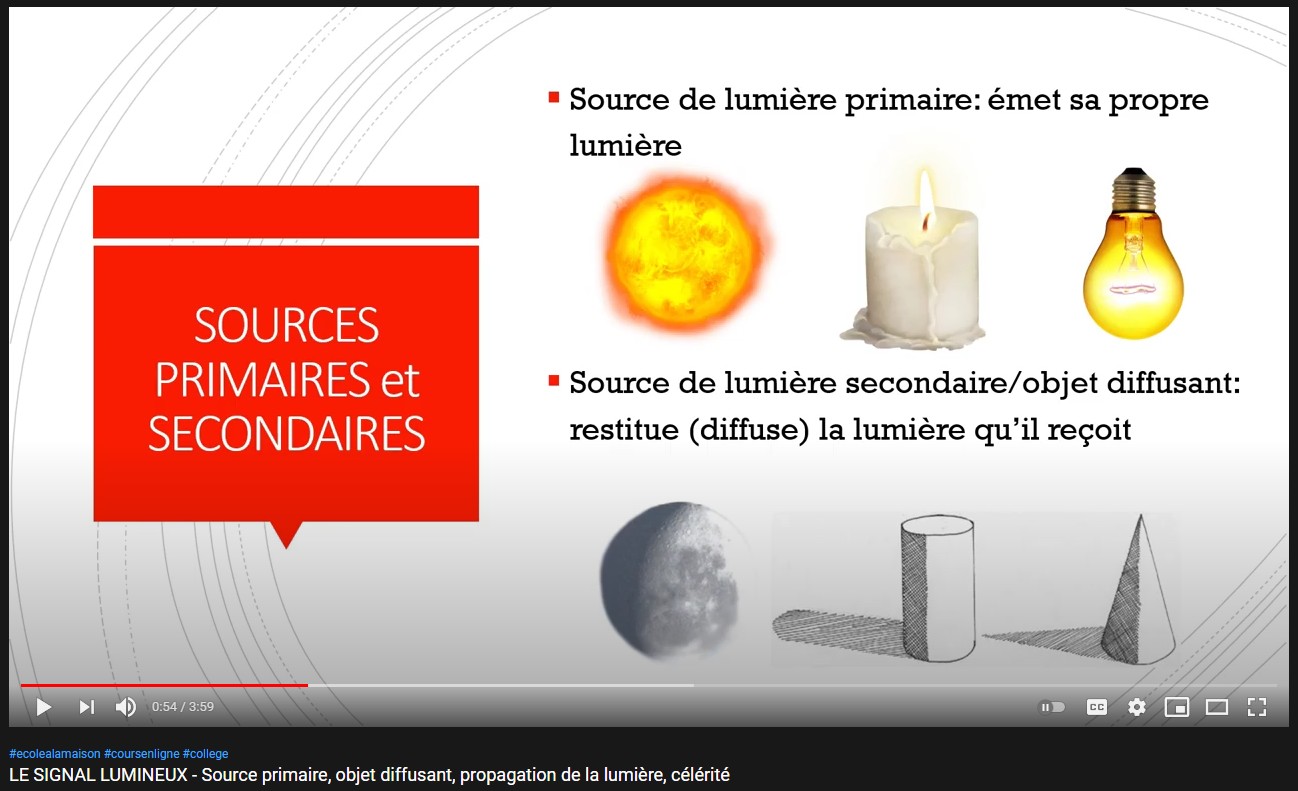 SOURCES
PRIMAIRES et
SECONDAIRES
Source de lumière primaire: émet sa propre
lumière
Source de lumière secondaire/objet diffusant:
restitue (diffuse) la lumière qu’il reçoit
0:54 / 3:59
CC
#ecolealamaison #coursenligne #college
LE SIGNAL LUMINEUX - Source primaire, objet diffusant, propagation de la lumière, célérité